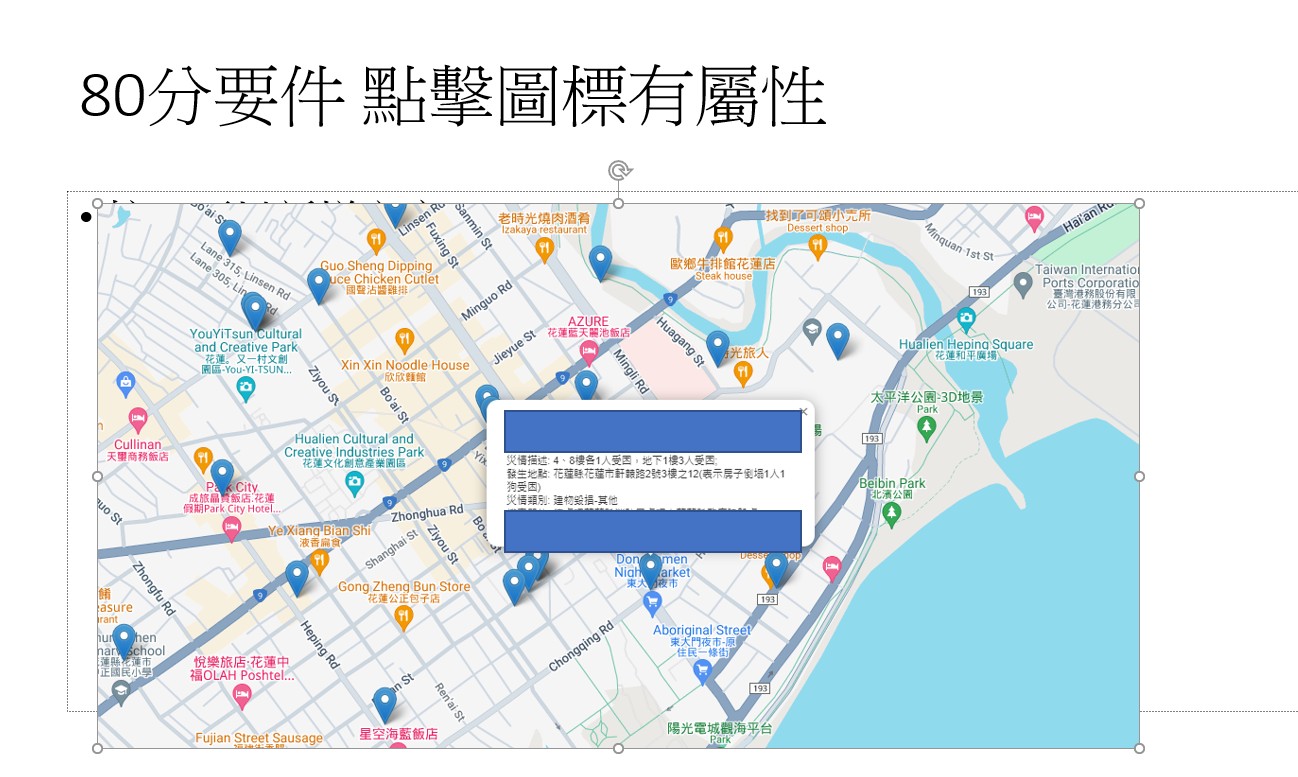 80分要件 點擊圖標有屬性
Bo'ai St
Linsen Rd
Sanmin St
老時光燒肉酒肴
Izakaya restaurant
找到了可頌小売所
Dessert shop
Hai'an Rd
Minquan 1st St
Lane 315, Linsen Rd
Lane 305, Lin
Fuxing St
Guo Sheng Dipping
uce Chicken Cutlet
國聲沾醬雞排
歐鄉牛排館花蓮店
Steak house
Taiwan Internatio
Ports Corporatio
臺灣港務股份有限
公司-花蓮港務分公
193
Minguo Rd
9
YouYiTsun Cultural
and Creative Park
花蓮。又一村文創
園區-You-YI-TSUN...
AZURE
花蓮藍天麗池飯店
Huagang St
Jieyue St
Hualien Heping Square
花蓮和平廣場
光旅人
Xin Xin Noodle House
欣欣麵館
Mingli Rd
9
Ziyou St
Bo'ai St
太平洋公園-3D地景
Park
Cullinan
天璽商務飯店
Hualien Cultural and
Creative Industries Park
花蓮文化創意產業園區
場
193
災情描述: 4、8樓各1人受困，地下1樓3人受困;
發生地點: 花蓮縣花蓮市軒轅路2號3樓之12(表示房子倒塌1人1
狗受困)
災情類別: 建物毀損-其他
9
Park City
成旅晶贊飯店.花蓮
假期Park City Hotel...
Beibin Park
北濱公園
9
Zhonghua Rd
Ye Xiang Bian Shi
液香扁食
Shanghai St
Ziyou St
Zhongfu Rd
Gong Zheng Bun Store
花蓮公正包子店
9
Dessert shop
193
Aboriginal Street
東大門夜市-原
住民一條街
Heping Rd
Chongqing Rd
悅樂旅店·花蓮中
福OLAH Poshtel...
Ren'ai St
193
星空海藍飯店
陽光電城觀海平台
Park
Fujian Street Sausage